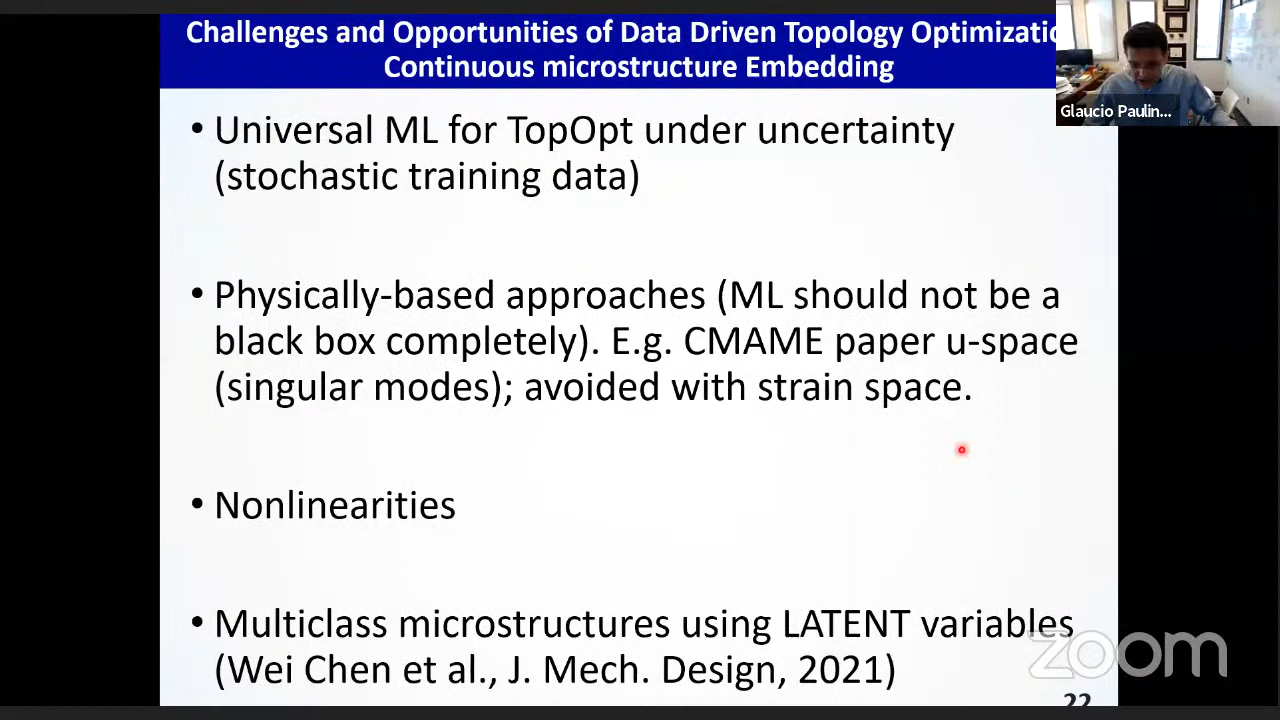 Challenges and Opportunities of Data Driven Topology Optimizatio
Continuous microstructure Embedding
Glaucio Paulin...
• Universal ML for TopOpt under uncertainty
(stochastic training data)
• Physically-based approaches (ML should not be a
black box completely). E.g. CMAME paper u-space
(singular modes); avoided with strain space.
• Nonlinearities
• Multiclass microstructures using LATENT variables
(Wei Chen et al., J. Mech. Design, 2021)
zoom
22